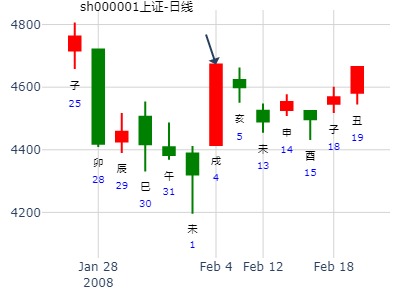 sh000001上证-日线
4800
4600
4400
4200
子
25
卯
28
辰
29
巳
30
午
31
未
1
戌
4
亥
5
未
13
申
14
酉
15
子
18
丑
19
Jan 28
2008
Feb 4
Feb 12
Feb 18